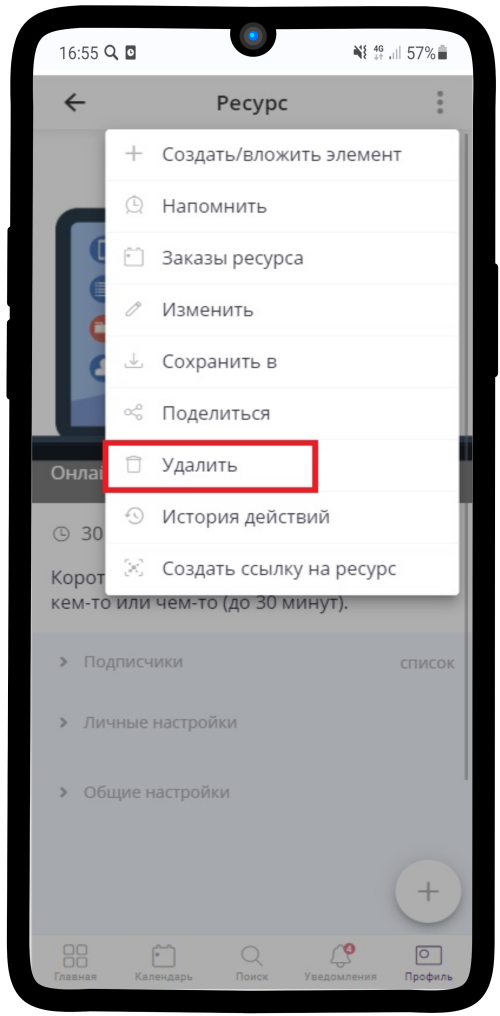 16:55
4G
57%
Ресурс
Создать/вложить элемент
Напомнить
Заказы ресурса
Изменить
Сохранить в
Поделиться
Удалить
История действий
Создать ссылку на ресурс
30
кем-то или чем-то (до 30 минут).
Подписчики список
Личные настройки
Общие настройки
4
Главная Календарь Поиск Уведомления Профиль